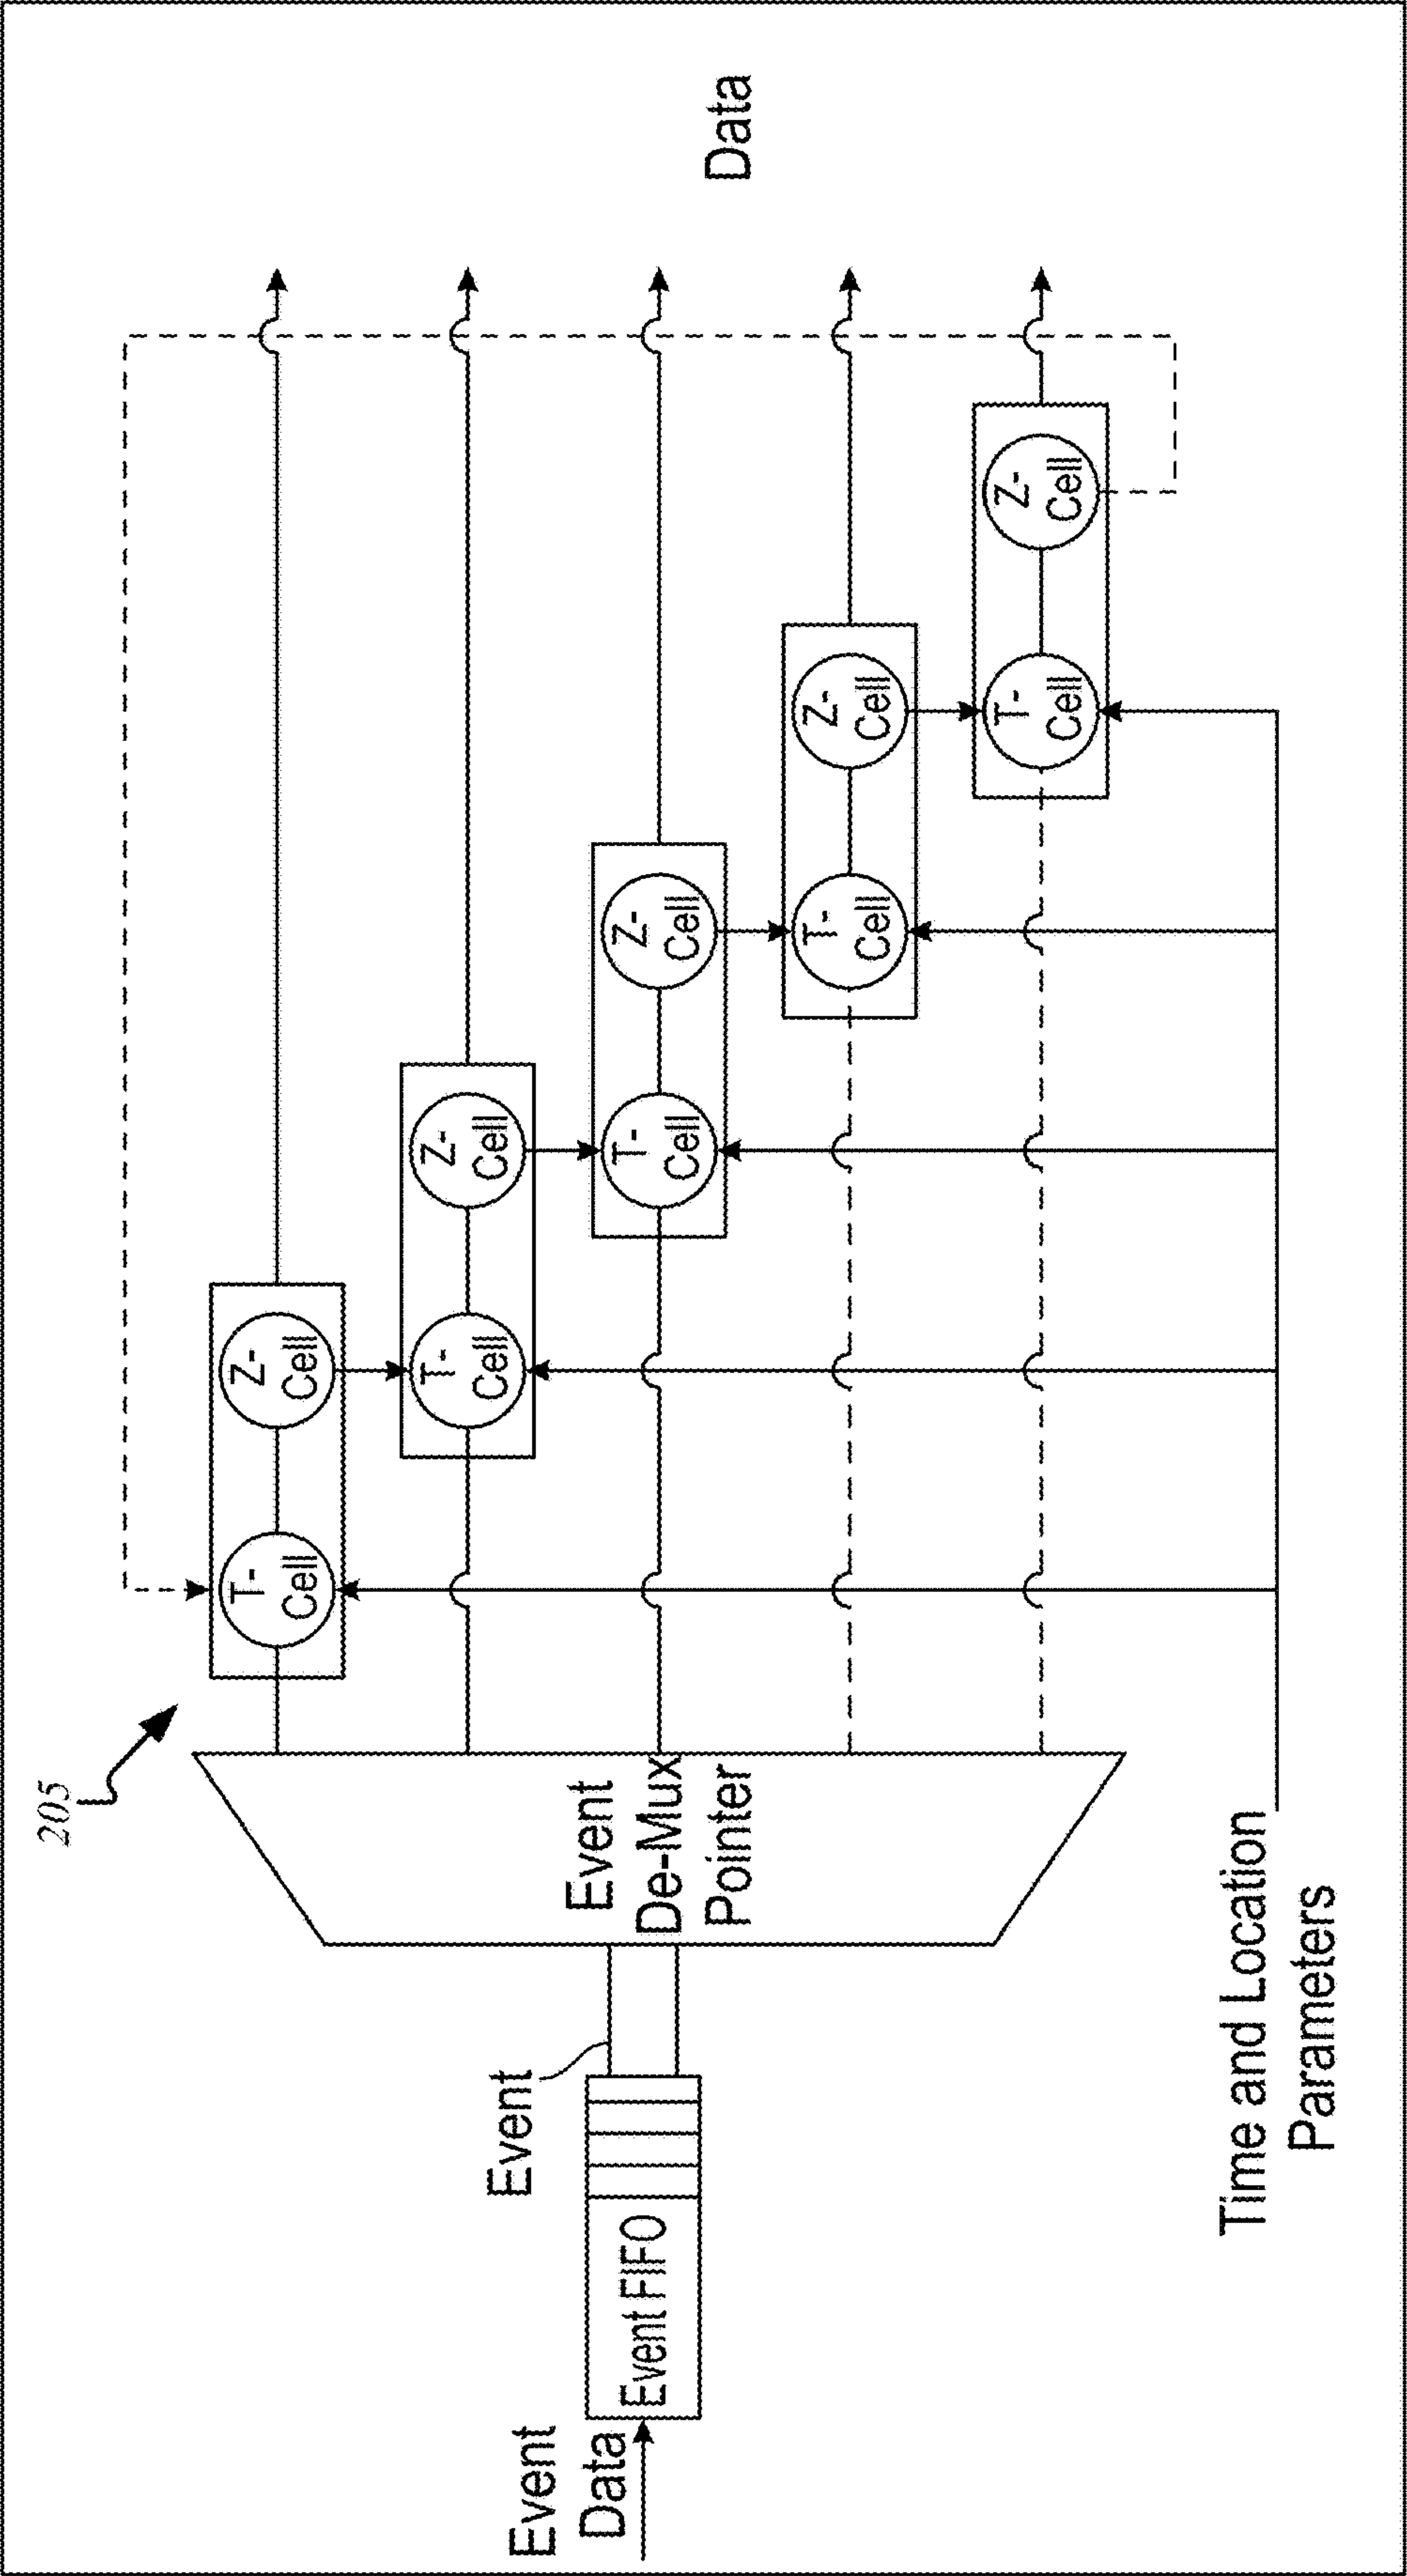 205
T-
Cell
Z-
Cell
T-
Cell
Z-
Cell
T-
Cell
Z-
Cell
T-
Cell
Z-
Cell
T-
Cell
Z-
Cell
Data
Event
Data
Event FIFO
Event
Event
De-Mux
Pointer
Time and Location
Parameters